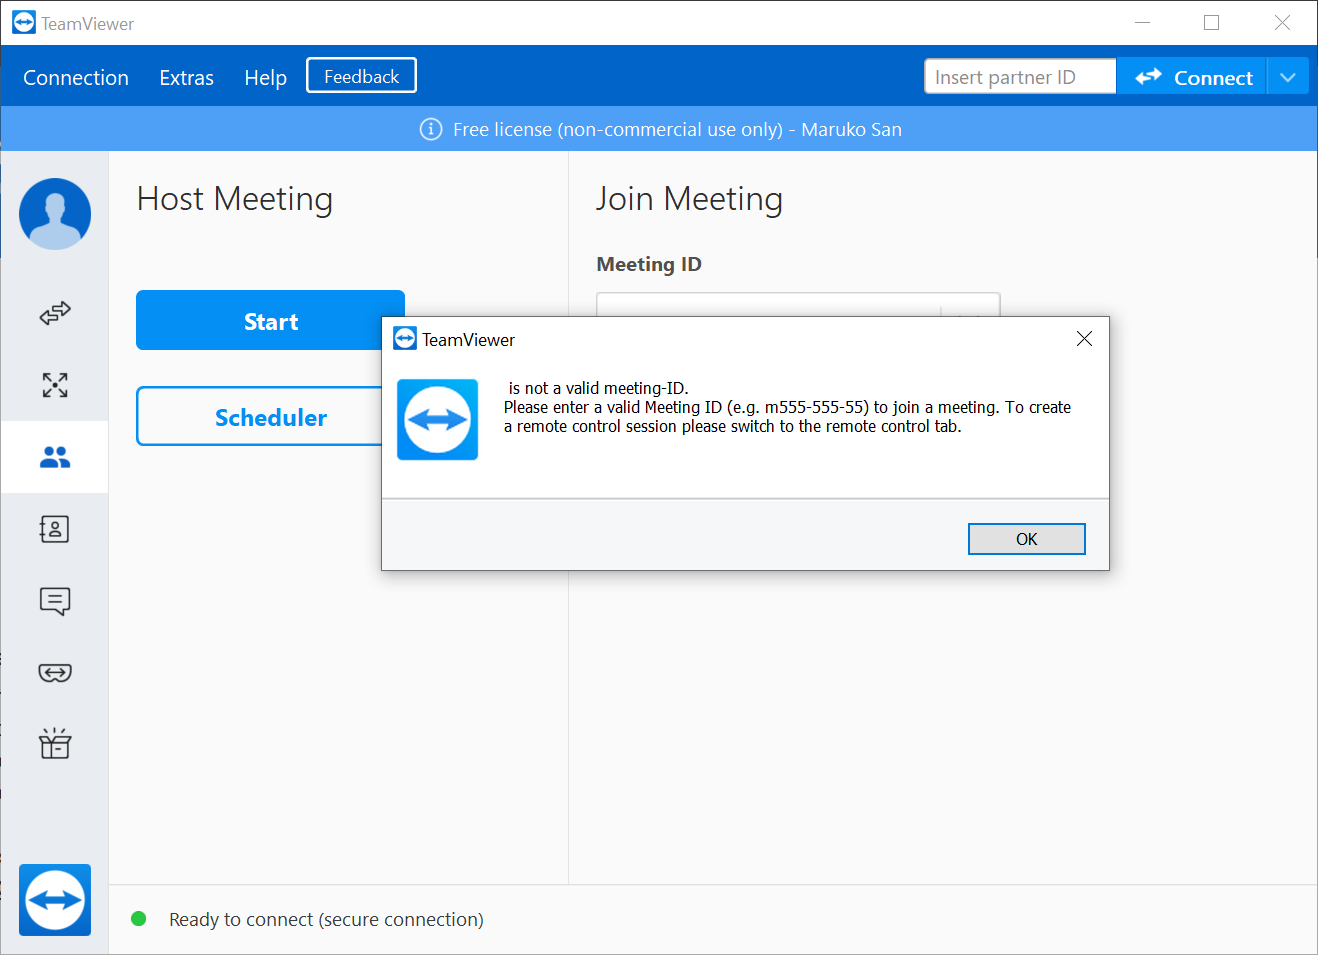 TeamViewer
Connection Extras Help Feedback Insert partner ID Connect
Free license (non-commercial use only) - Maruko San
Host Meeting
Start
Scheduler
Join Meeting
Meeting ID
TeamViewer
is not a valid meeting-ID.
Please enter a valid Meeting ID (e.g. m555-555-55) to join a meeting. To create
a remote control session please switch to the remote control tab.
OK
Ready to connect (secure connection)